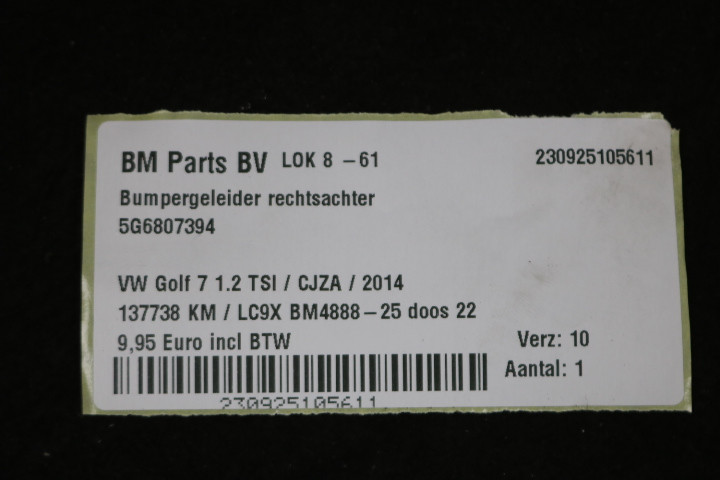 BM Parts BV LOK 8 - 61 230925105611
Bumpergeleider rechtsachter
5G6807394
VW Golf 7 1.2 TSI / CJZA / 2014
137738 KM / LC9X BM4888-25 doos 22
9,95 Euro incl BTW Verz: 10
Aantal: 1
230925105611